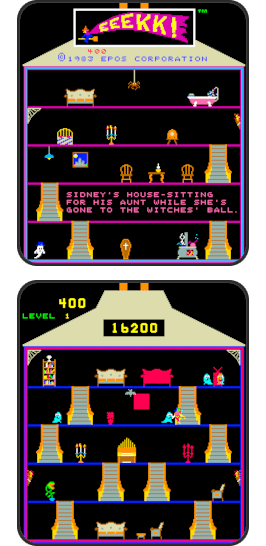 EEEKK!
TM
400
©1983 EPOS CORPORATION
SIDNEY'S HOUSE-SITTING
FOR HIS AUNT WHILE SHE'S
GONE TO THE WITCHES' BALL.
400
LEVEL 1
16200